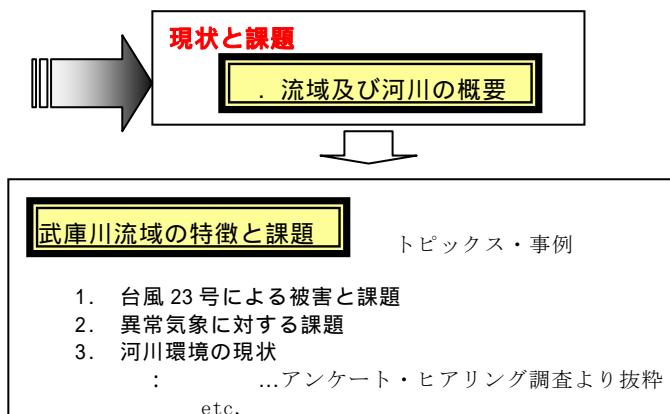 現状と課題
. 流域及び河川の概要
武庫川流域の特徴と課題 トピックス・事例
1. 台風 23 号による被害と課題
2. 異常気象に対する課題
3. 河川環境の現状
: …アンケート・ヒアリング調査より抜粋
etc.